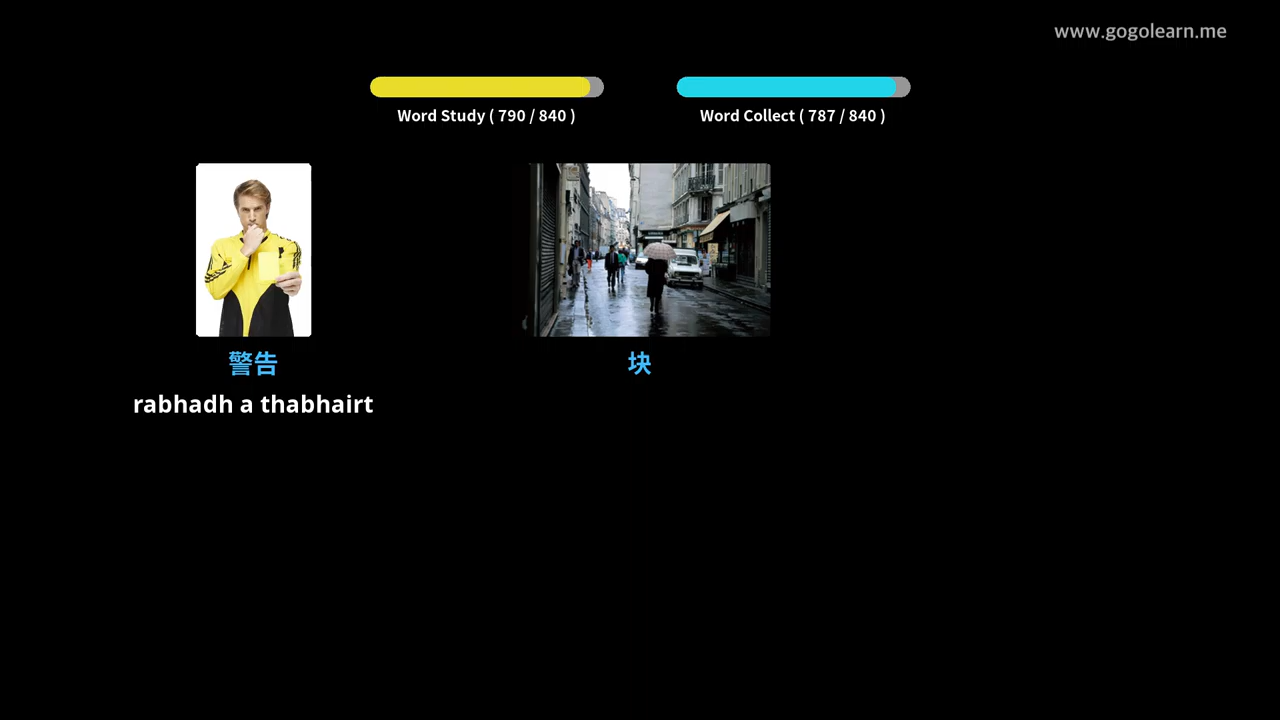 www.gogolearn.me
Word Study ( 790 / 840 )
Word Collect ( 787 / 840 )
警告
块
rabhadh a thabhairt